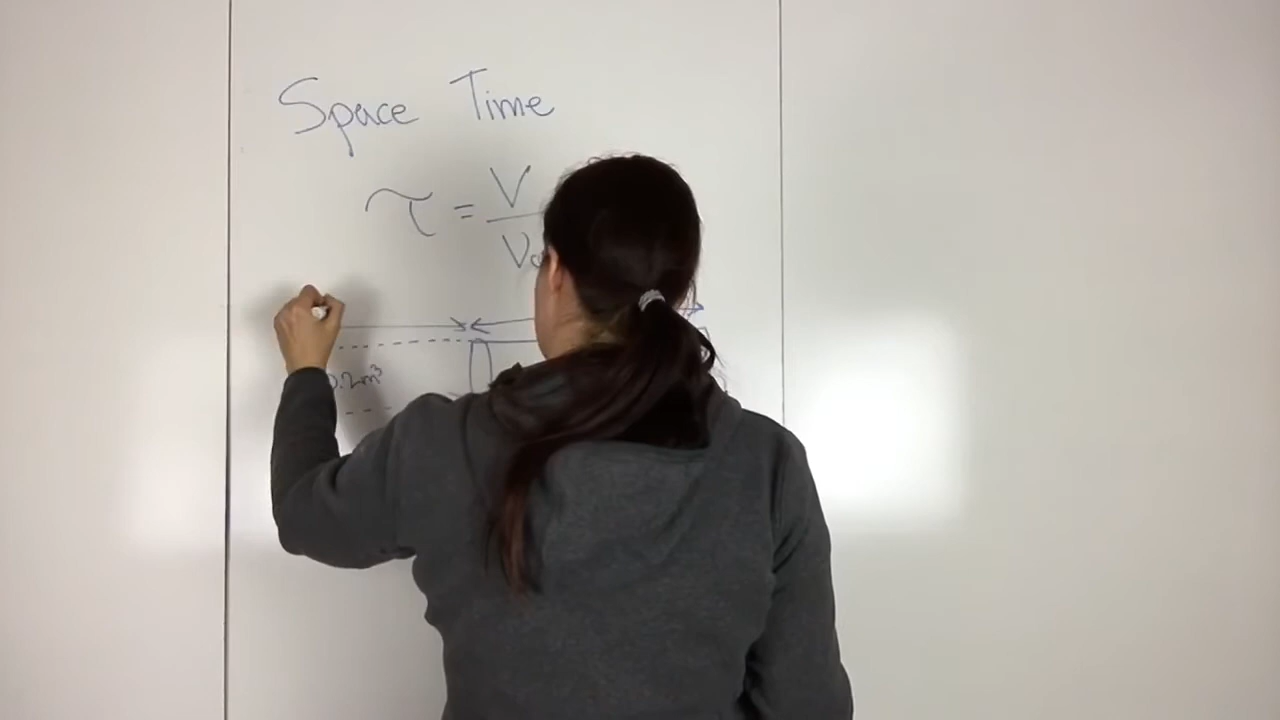 Space Time
τ = V
0.2m³